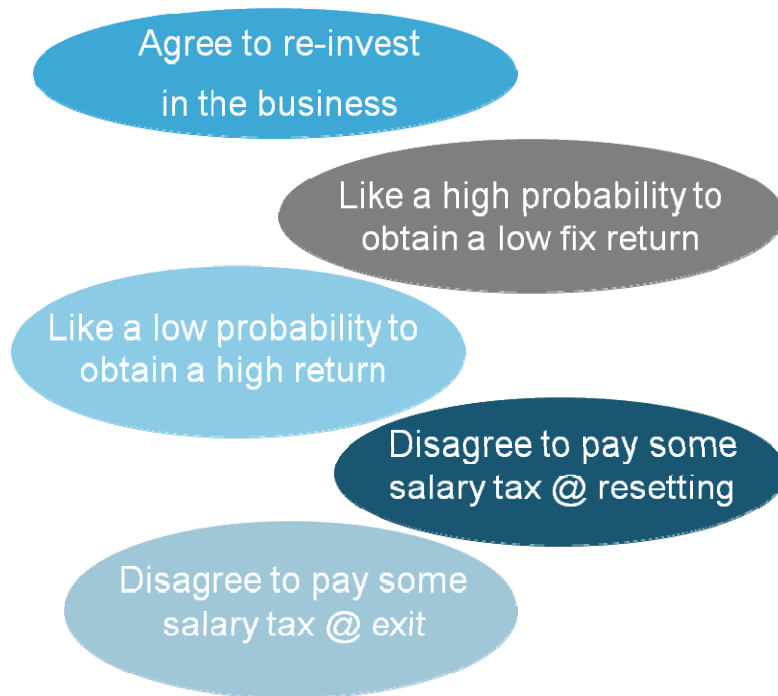 Agree to re-invest
in the business
Like a high probability to
obtain a low fix return
Like a low probability to
obtain a high return
Disagree to pay some
salary tax @ resetting
Disagree to pay some
salary tax @ exit